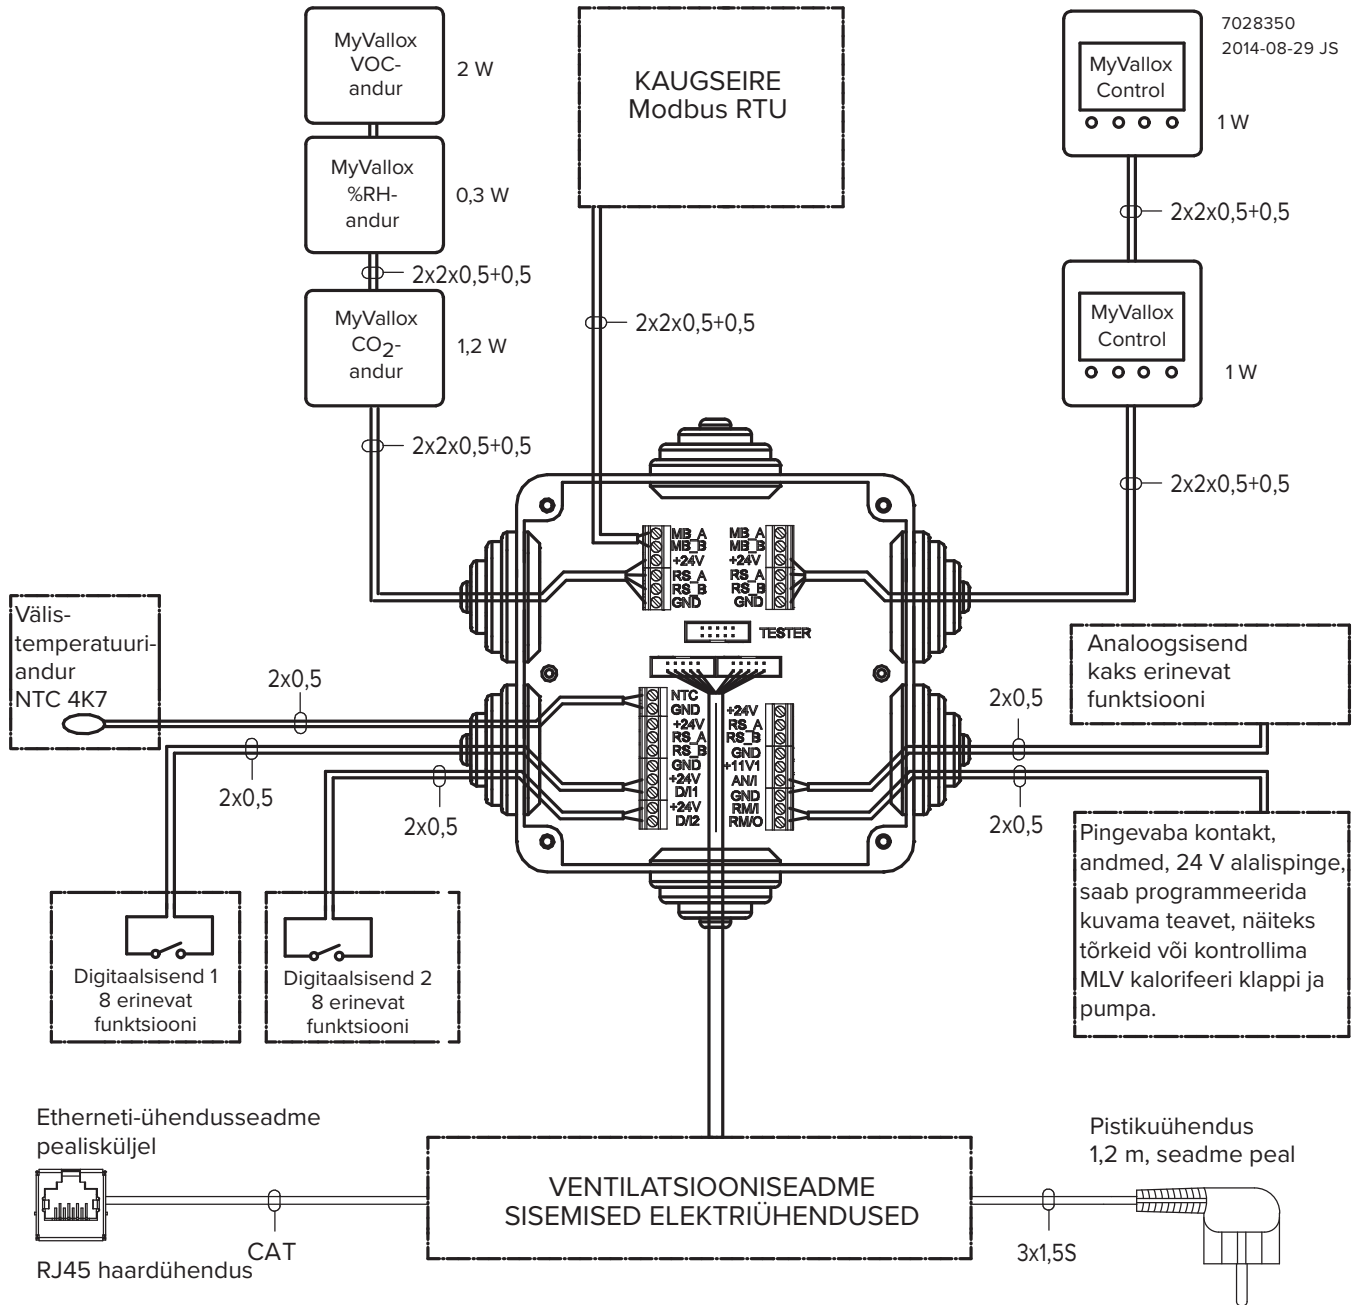 MyVallox
VOC-
andur
2 W
KAUGSEIRE
Modbus RTU
7028350
2014-08-29 JS
MyVallox
Control
1 W
MyVallox
%RH-
andur
0,3 W
2x2x0,5+0,5
2x2x0,5+0,5
MyVallox
CO2-
andur
1,2 W
2x2x0,5+0,5
MyVallox
Control
1 W
2x2x0,5+0,5
2x2x0,5+0,5
MB_A
MB_B
+24V
RS_A
RS_B
GND
MB_A
MB_B
+24V
RS_A
RS_B
GND
TESTER
Välis-
temperatuuri-
andur
NTC 4K7
2x0,5
2x0,5
2x0,5
NTC
GND
+24V
RS_A
RS_B
GND
+24V
D/I1
+24V
D/I2
+24V
RS_A
RS_B
GND
+11V1
AN/I
GND
RM/I
RM/O
2x0,5
2x0,5
Analoogsisend
kaks erinevat
funktsiooni
Pingevaba kontakt,
andmed, 24 V alalispinge,
saab programmeerida
kuvama teavet, näiteks
tõrkeid või kontrollima
MLV kalorifeeri klappi ja
pumpa.
Digitaalsisend 1
8 erinevat
funktsiooni
Digitaalsisend 2
8 erinevat
funktsiooni
Etherneti-ühendusseadme
pealisküljel
RJ45 haardühendus
CAT
VENTILATSIOONISEADME
SISEMISED ELEKTRIÜHENDUSED
3x1,5S
Pistikuühendus
1,2 m, seadme peal